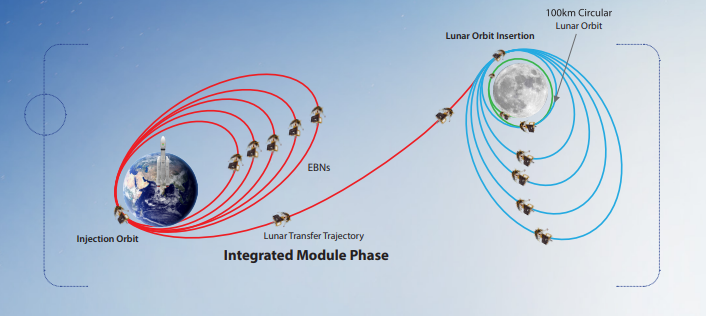 100km Circular
Lunar Orbit
Lunar Orbit Insertion
EBNs
Injection Orbit
Lunar Transfer Trajectory
Integrated Module Phase